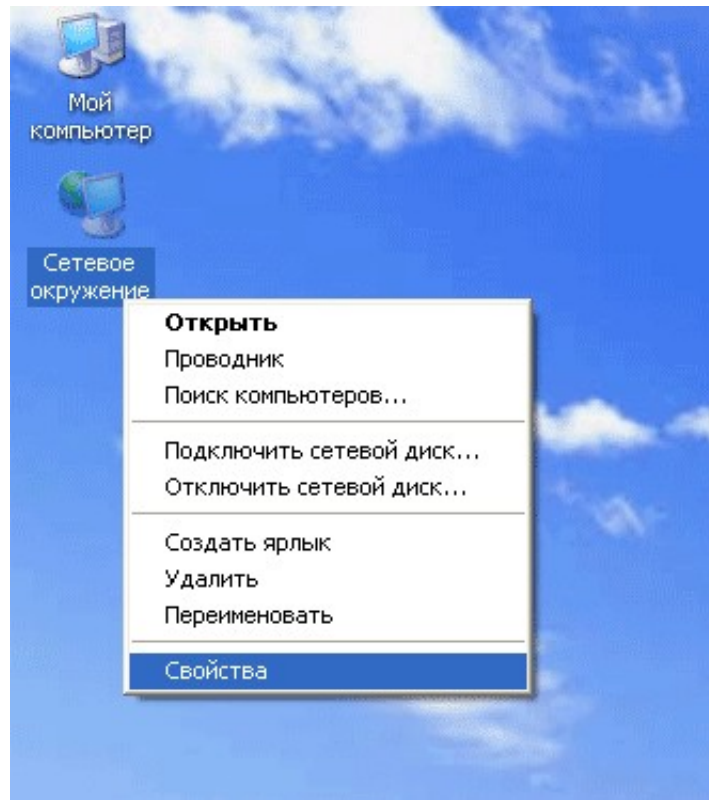 Мой
компьютер
Сетевое
окружение
Открыть
Проводник
Поиск компьютеров...
Подключить сетевой диск...
Отключить сетевой диск...
Создать ярлык
Удалить
Переименовать
Свойства